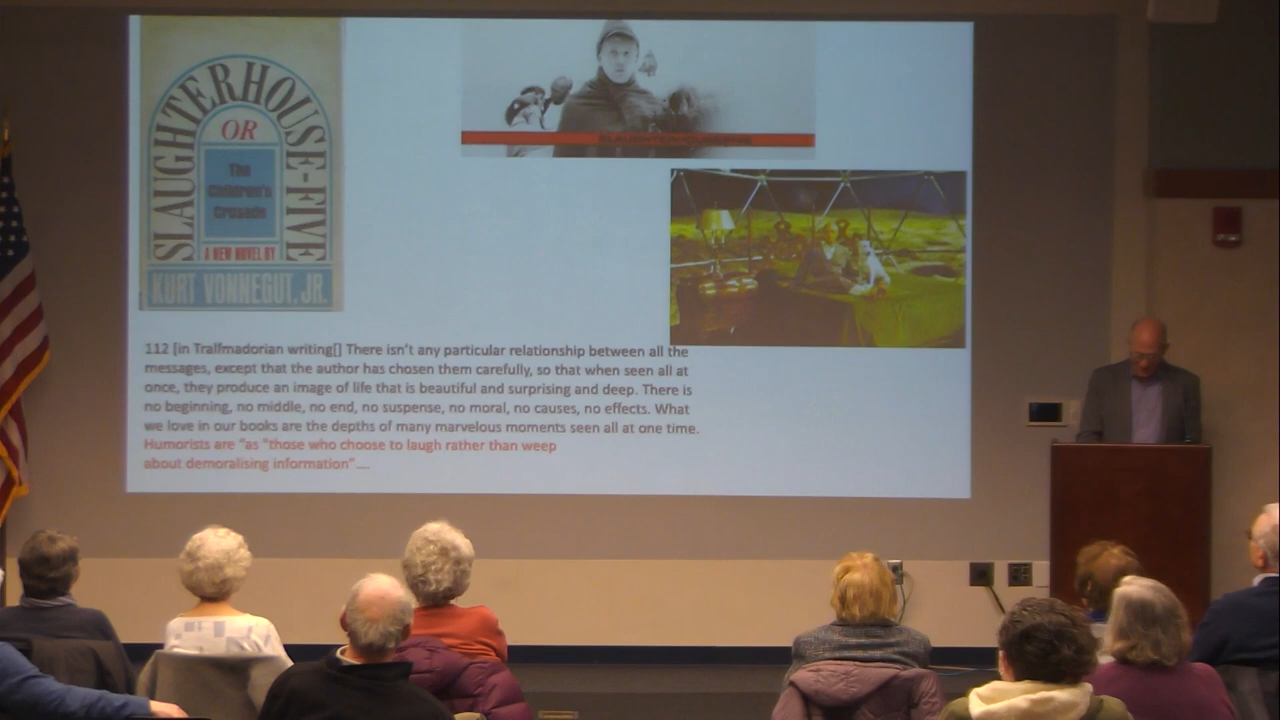 SLAUGHTERHOUSE-FIVE
OR
The
Children's
Crusade
A NEW NOVEL BY
KURT VONNEGUT, JR.
112 [in Tralfmadorian writing[] There isn't any particular relationship between all the
messages, except that the author has chosen them carefully, so that when seen all at
once, they produce an image of life that is beautiful and surprising and deep. There is
no beginning, no middle, no end, no suspense, no moral, no causes, no effects. What
we love in our books are the depths of many marvelous moments seen all at one time.
Humorists are "as "those who choose to laugh rather than weep
about demoralising information"....